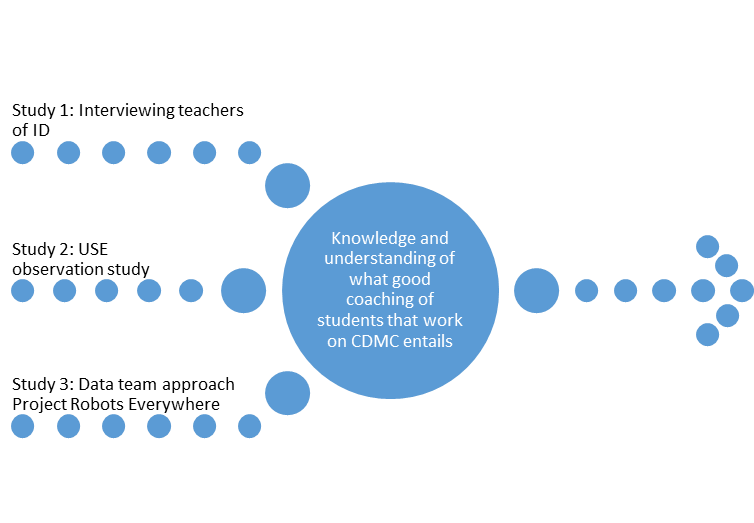 Study 1: Interviewing teachers
of ID
Study 2: USE
observation study
Study 3: Data team approach
Project Robots Everywhere
Knowledge and
understanding of
what good
coaching of
students that work
on CDMC entails